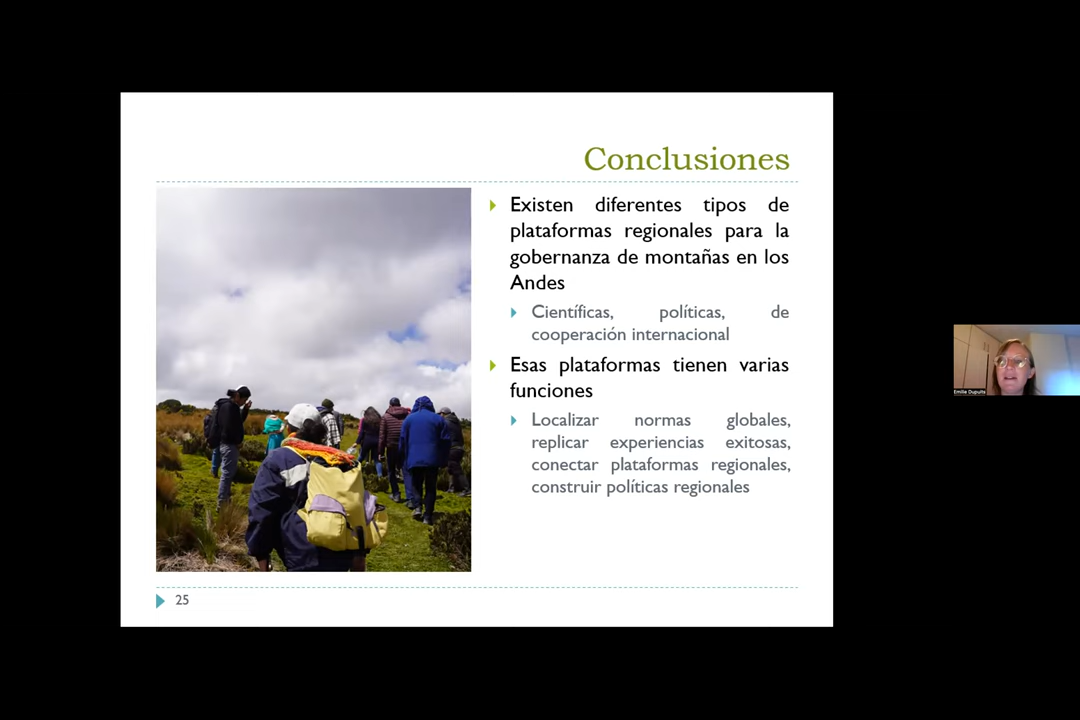 Conclusiones
Existen diferentes tipos de
plataformas regionales para la
gobernanza de montañas en los
Andes
Científicas, políticas, de
cooperación internacional
Esas plataformas tienen varias
funciones
Localizar normas globales,
replicar experiencias exitosas,
conectar plataformas regionales,
construir políticas regionales
25
Emilie Dupuits